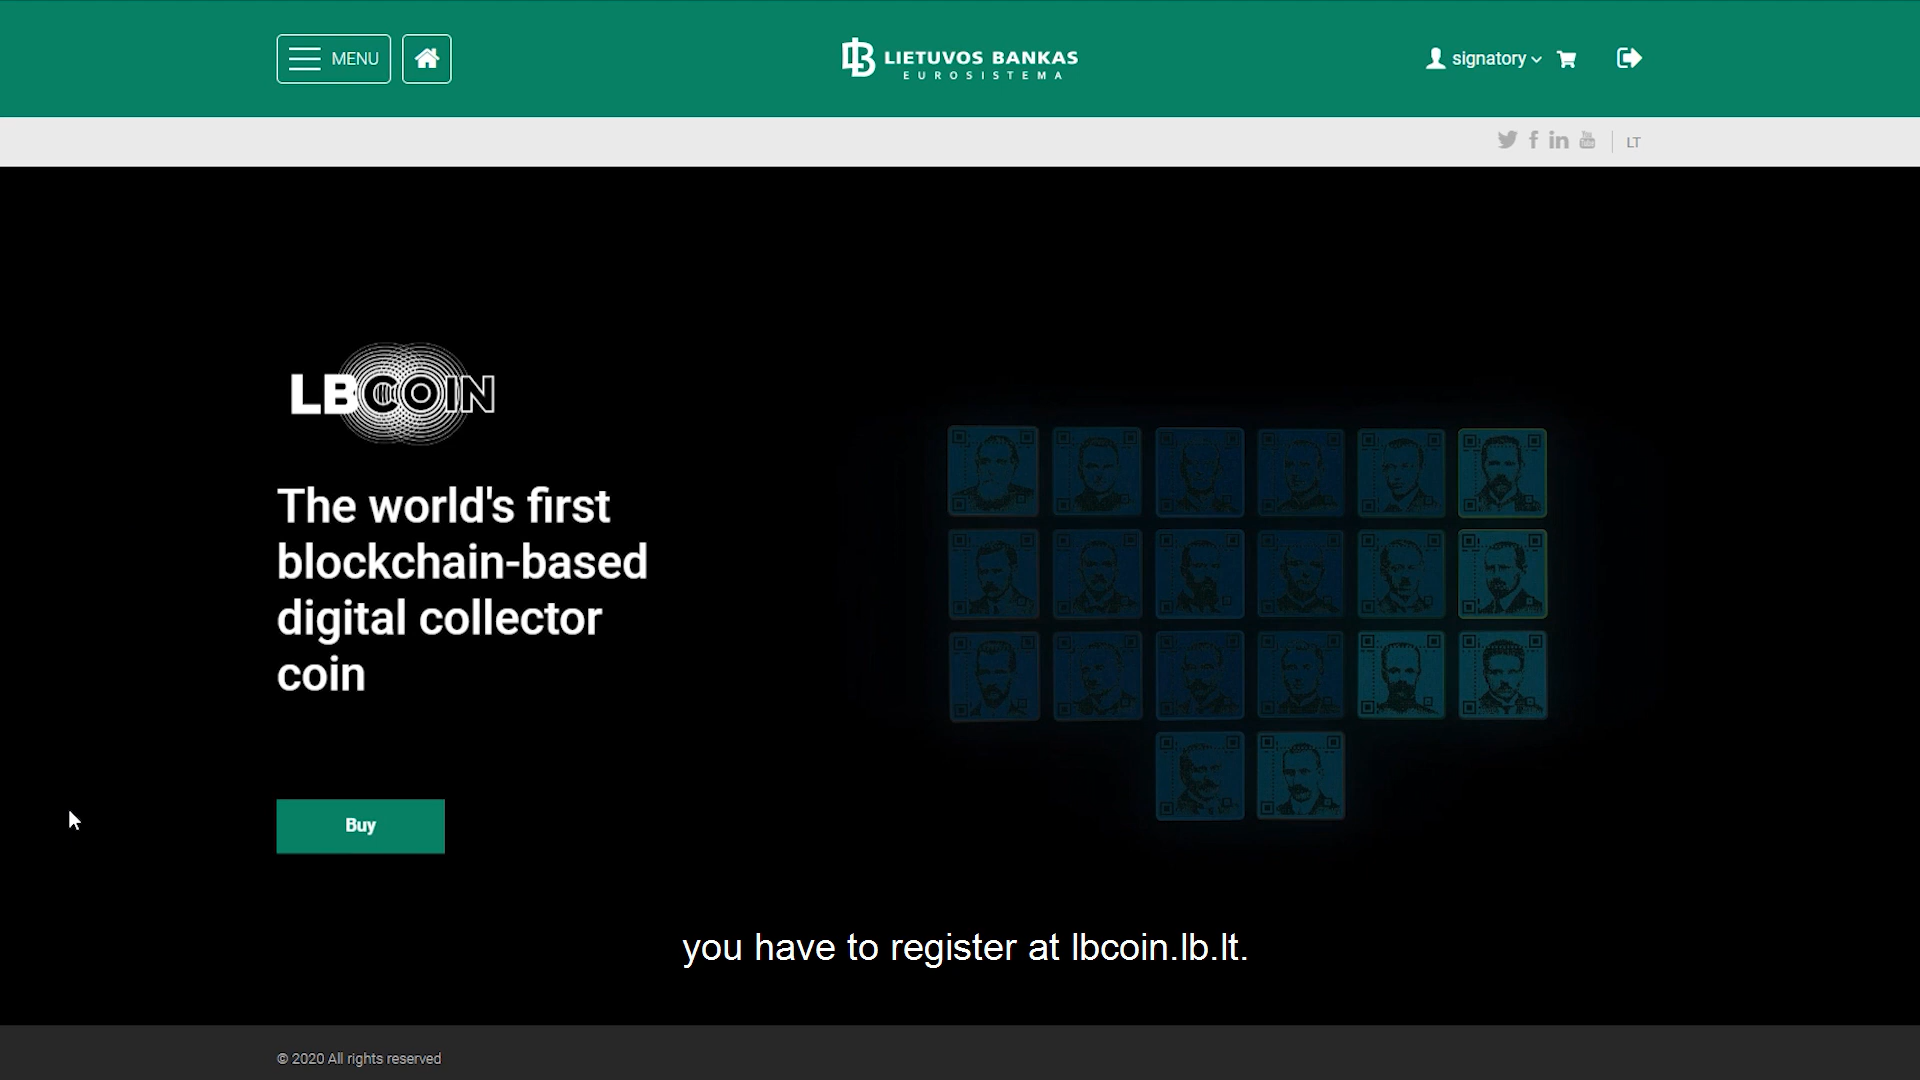 MENU
LIETUVOS BANKAS
EUROSISTEMA
signatory
LT
LBCOIN
The world's first
blockchain-based
digital collector
coin
Buy
you have to register at lbcoin.lb.lt.
© 2020 All rights reserved